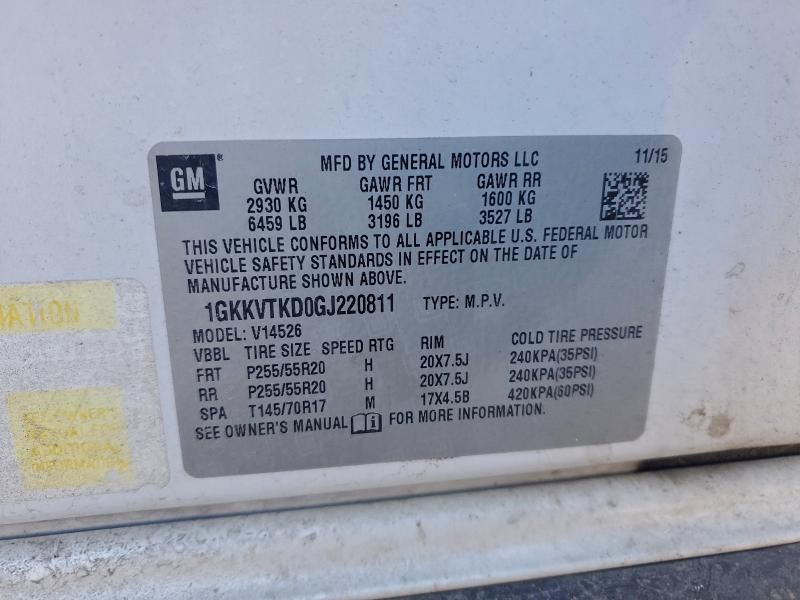 GM ®
MFD BY GENERAL MOTORS LLC
11/15
GVWR GAWR FRT GAWR RR
2930 KG 1450 KG 1600 KG
6459 LB 3196 LB 3527 LB
THIS VEHICLE CONFORMS TO ALL APPLICABLE U.S. FEDERAL MOTOR
VEHICLE SAFETY STANDARDS IN EFFECT ON THE DATE OF
MANUFACTURE SHOWN ABOVE.
1GKKVTKD0GJ220811 TYPE: M.P.V.
MODEL: V14526
VBBL TIRE SIZE SPEED RTG RIM COLD TIRE PRESSURE
FRT P255/55R20 H 20X7.5J 240KPA(35PSI)
RR P255/55R20 H 20X7.5J 240KPA(35PSI)
SPA T145/70R17 M 17X4.5B 420KPA(60PSI)
SEE OWNER'S MANUAL FOR MORE INFORMATION.
SEE OWNER'S
ADDITIONAL
INFORMATION